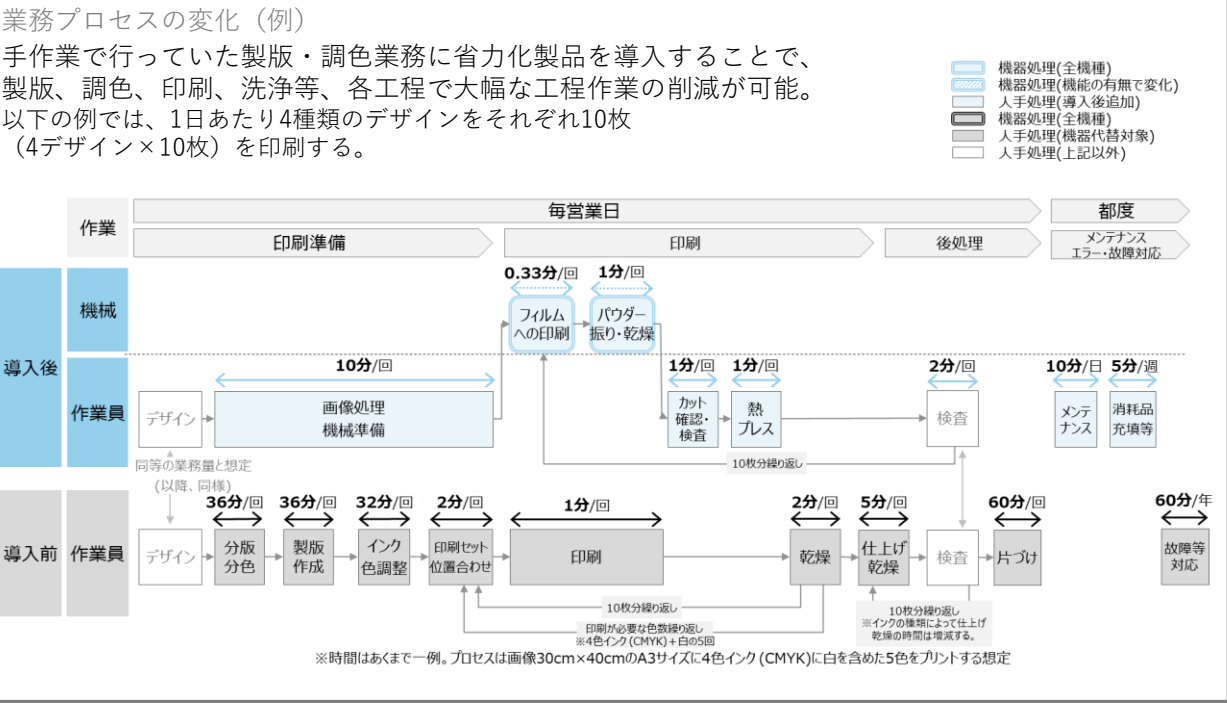 業務プロセスの変化（例）
手作業で行っていた製版・調色業務に省力化製品を導入することで、
製版、調色、印刷、洗浄等、各工程で大幅な工程作業の削減が可能。
以下の例では、1日あたり4種類のデザインをそれぞれ10枚
（4デザイン×10枚）を印刷する。
機器処理(全機種)
機器処理(機能の有無で変化)
人手処理(導入後追加)
機器処理(全機種)
人手処理(機器代替対象)
人手処理(上記以外)
作業
毎営業日
都度
印刷準備
印刷
後処理
メンテナンス
エラー・故障対応
導入後
機械
0.33分/回
1分/回
フィルム
への印刷
パウダー
振り・乾燥
作業員
10分/回
1分/回
1分/回
2分/回
10分/日
5分/週
デザイン
画像処理
機械準備
カット
確認・
検査
熱
プレス
検査
メンテ
ナンス
消耗品
充填等
10枚分繰り返し
同等の業務量と想定
(以降、同様)
導入前
作業員
36分/回
36分/回
32分/回
2分/回
1分/回
2分/回
5分/回
60分/回
60分/年
デザイン
分版
分色
製版
作成
インク
色調整
印刷セット
位置合わせ
印刷
乾燥
仕上げ
乾燥
検査
片づけ
故障等
対応
10枚分繰り返し
印刷が必要な色数繰り返し
※4色インク(CMYK)＋白の5回
10枚分繰り返し
※インクの種類によって仕上げ
乾燥の時間は増減する。
※時間はあくまで一例。プロセスは画像30cm×40cmのA3サイズに4色インク(CMYK)に白を含めた5色をプリントする想定